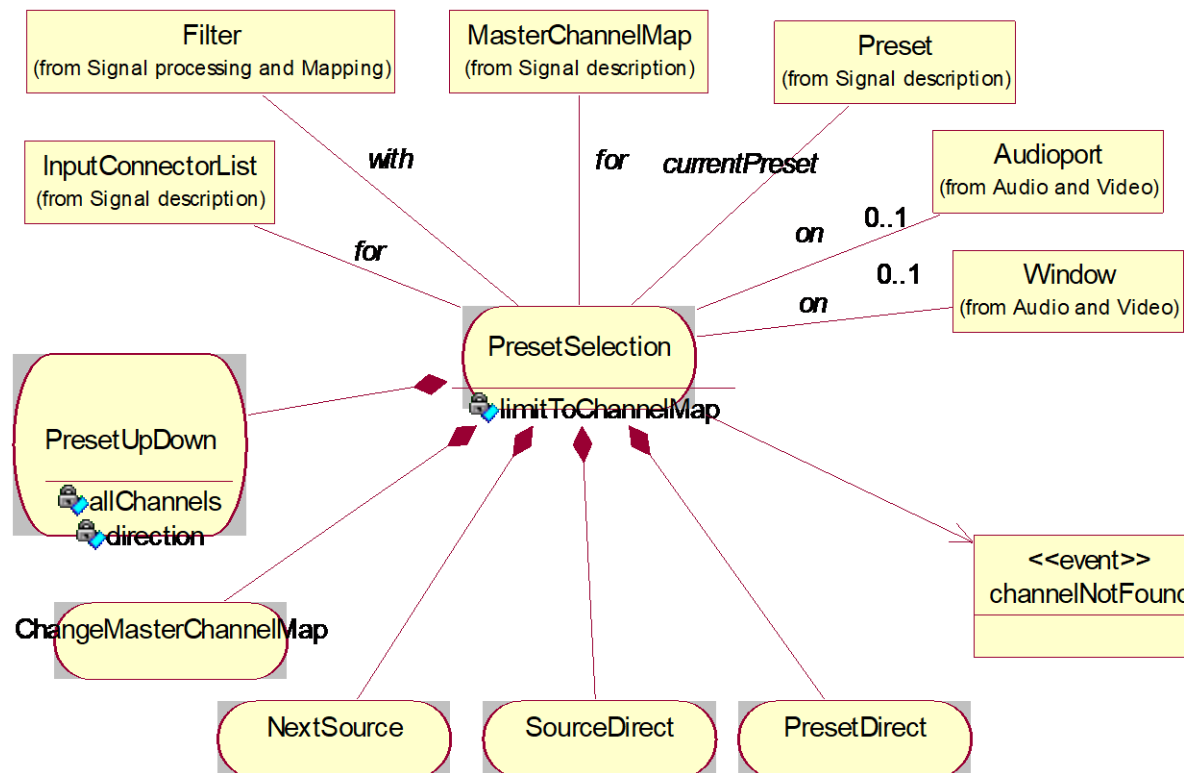 Filter
(from Signal processing and Mapping)
MasterChannelMap
(from Signal description)
Preset
(from Signal description)
InputConnectorList
(from Signal description)
with
for
currentPreset
Audioport
(from Audio and Video)
for
on
0..1
Window
(from Audio and Video)
0..1
on
PresetSelection
limitToChannelMap
PresetUpDown
allChannels
direction
<<event>>
channelNotFound
ChangeMasterChannelMap
NextSource
SourceDirect
PresetDirect